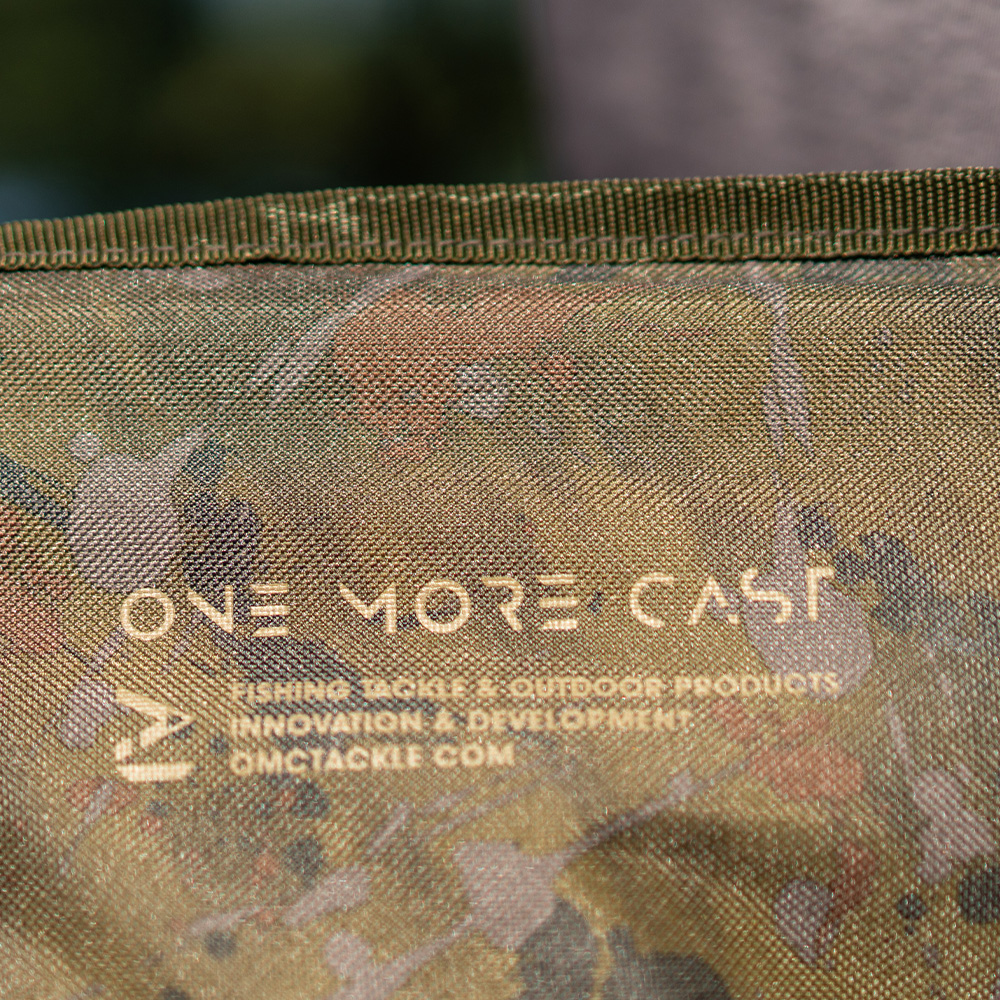 ONE MORE CAST
FISHING TACKLE & OUTDOOR PRODUCTS
INNOVATION & DEVELOPMENT
OMCTACKLE.COM